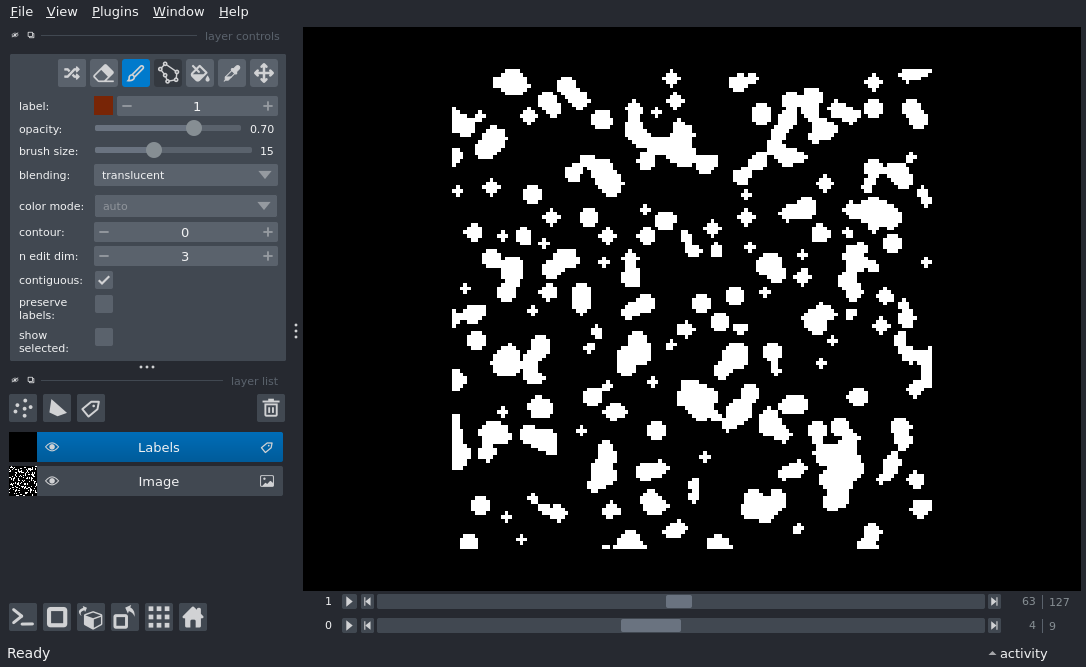 File View Plugins Window Help
layer controls
label: 1
opacity: 0.70
brush size: 15
blending: translucent
color mode: auto
contour: 0
n edit dim: 3
contiguous:
preserve
labels:
show
selected:
layer list
Labels
Image
1 63 127
0 4 9
Ready
activity